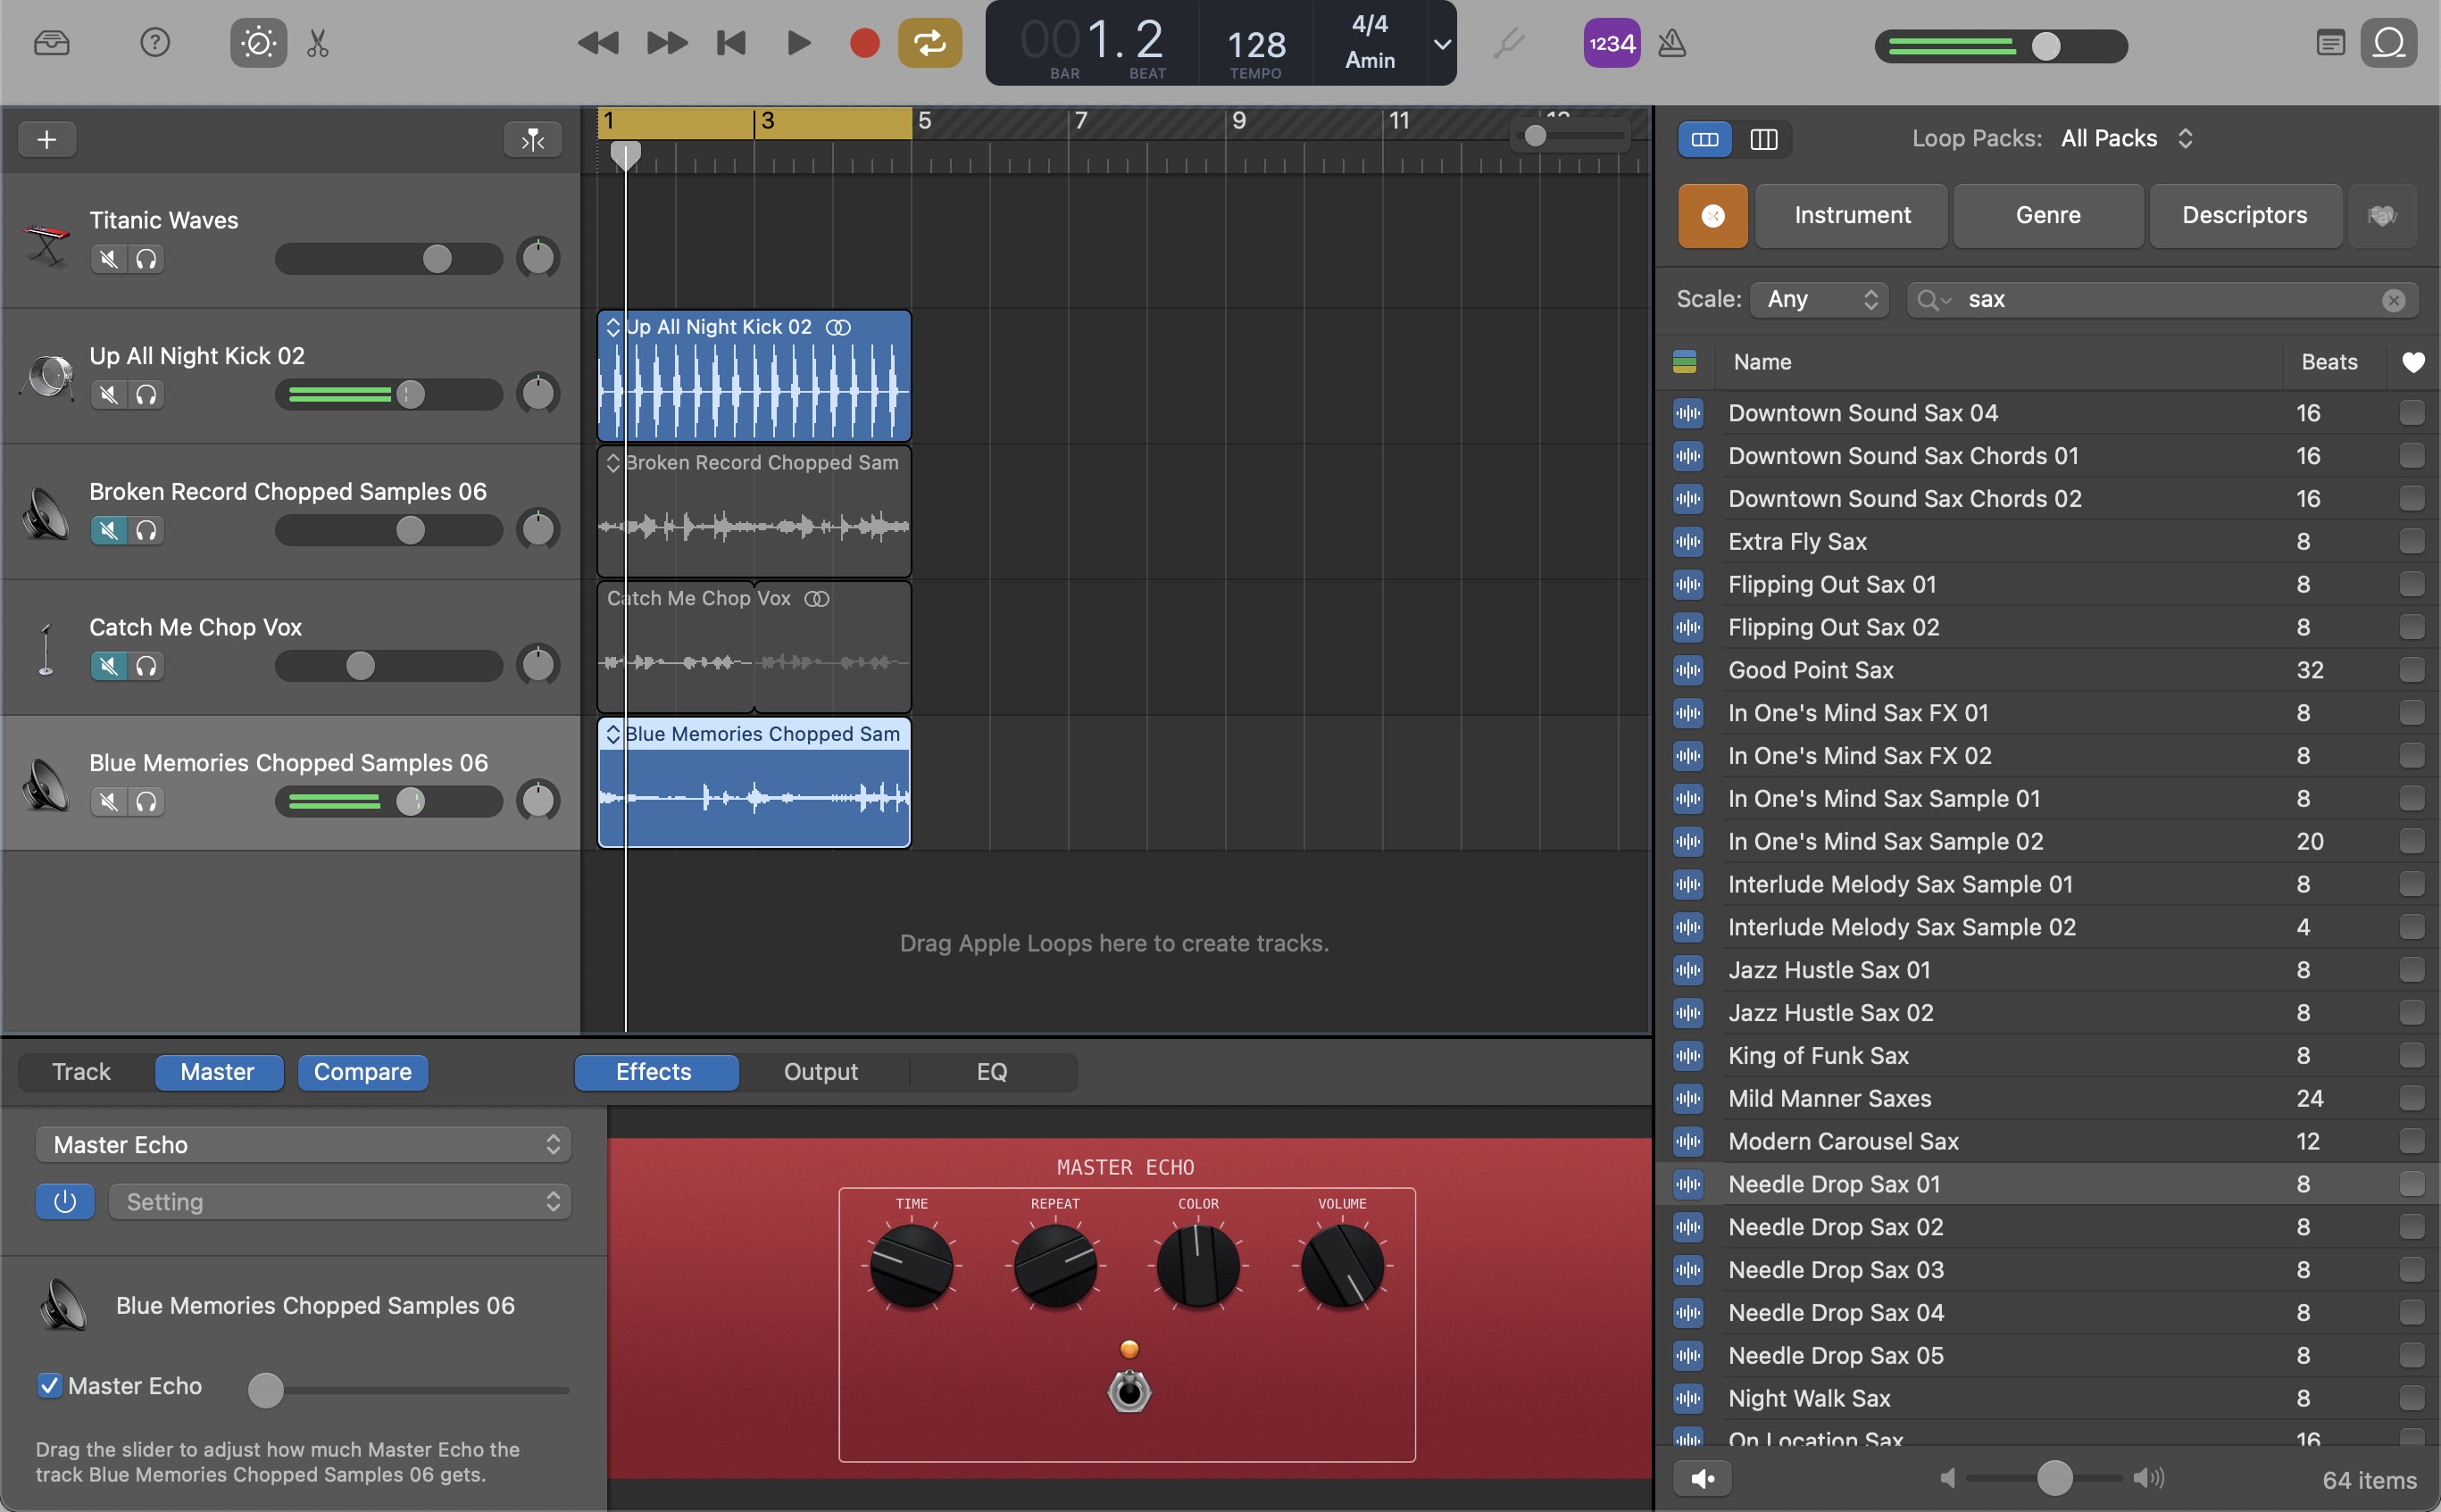 001. 2
BAR BEAT
128
TEMPO
4/4
Amin
1234
1 3 5 7 9 11
Loop Packs: All Packs
Instrument Genre Descriptors Fav
Scale: Any sax
Name Beats
Titanic Waves
Up All Night Kick 02
Broken Record Chopped Samples 06
Catch Me Chop Vox
Blue Memories Chopped Samples 06
Up All Night Kick 02
Broken Record Chopped Sam
Catch Me Chop Vox
Blue Memories Chopped Sam
Drag Apple Loops here to create tracks.
Downtown Sound Sax 04 16
Downtown Sound Sax Chords 01 16
Downtown Sound Sax Chords 02 16
Extra Fly Sax 8
Flipping Out Sax 01 8
Flipping Out Sax 02 8
Good Point Sax 32
In One's Mind Sax FX 01 8
In One's Mind Sax FX 02 8
In One's Mind Sax Sample 01 8
In One's Mind Sax Sample 02 20
Interlude Melody Sax Sample 01 8
Interlude Melody Sax Sample 02 4
Jazz Hustle Sax 01 8
Jazz Hustle Sax 02 8
King of Funk Sax 8
Mild Manner Saxes 24
Modern Carousel Sax 12
Needle Drop Sax 01 8
Needle Drop Sax 02 8
Needle Drop Sax 03 8
Needle Drop Sax 04 8
Needle Drop Sax 05 8
Night Walk Sax 8
On Location Sax 16
64 items
Track Master Compare Effects Output EQ
Master Echo
Setting
Blue Memories Chopped Samples 06
Master Echo
Drag the slider to adjust how much Master Echo the
track Blue Memories Chopped Samples 06 gets.
MASTER ECHO
TIME REPEAT COLOR VOLUME